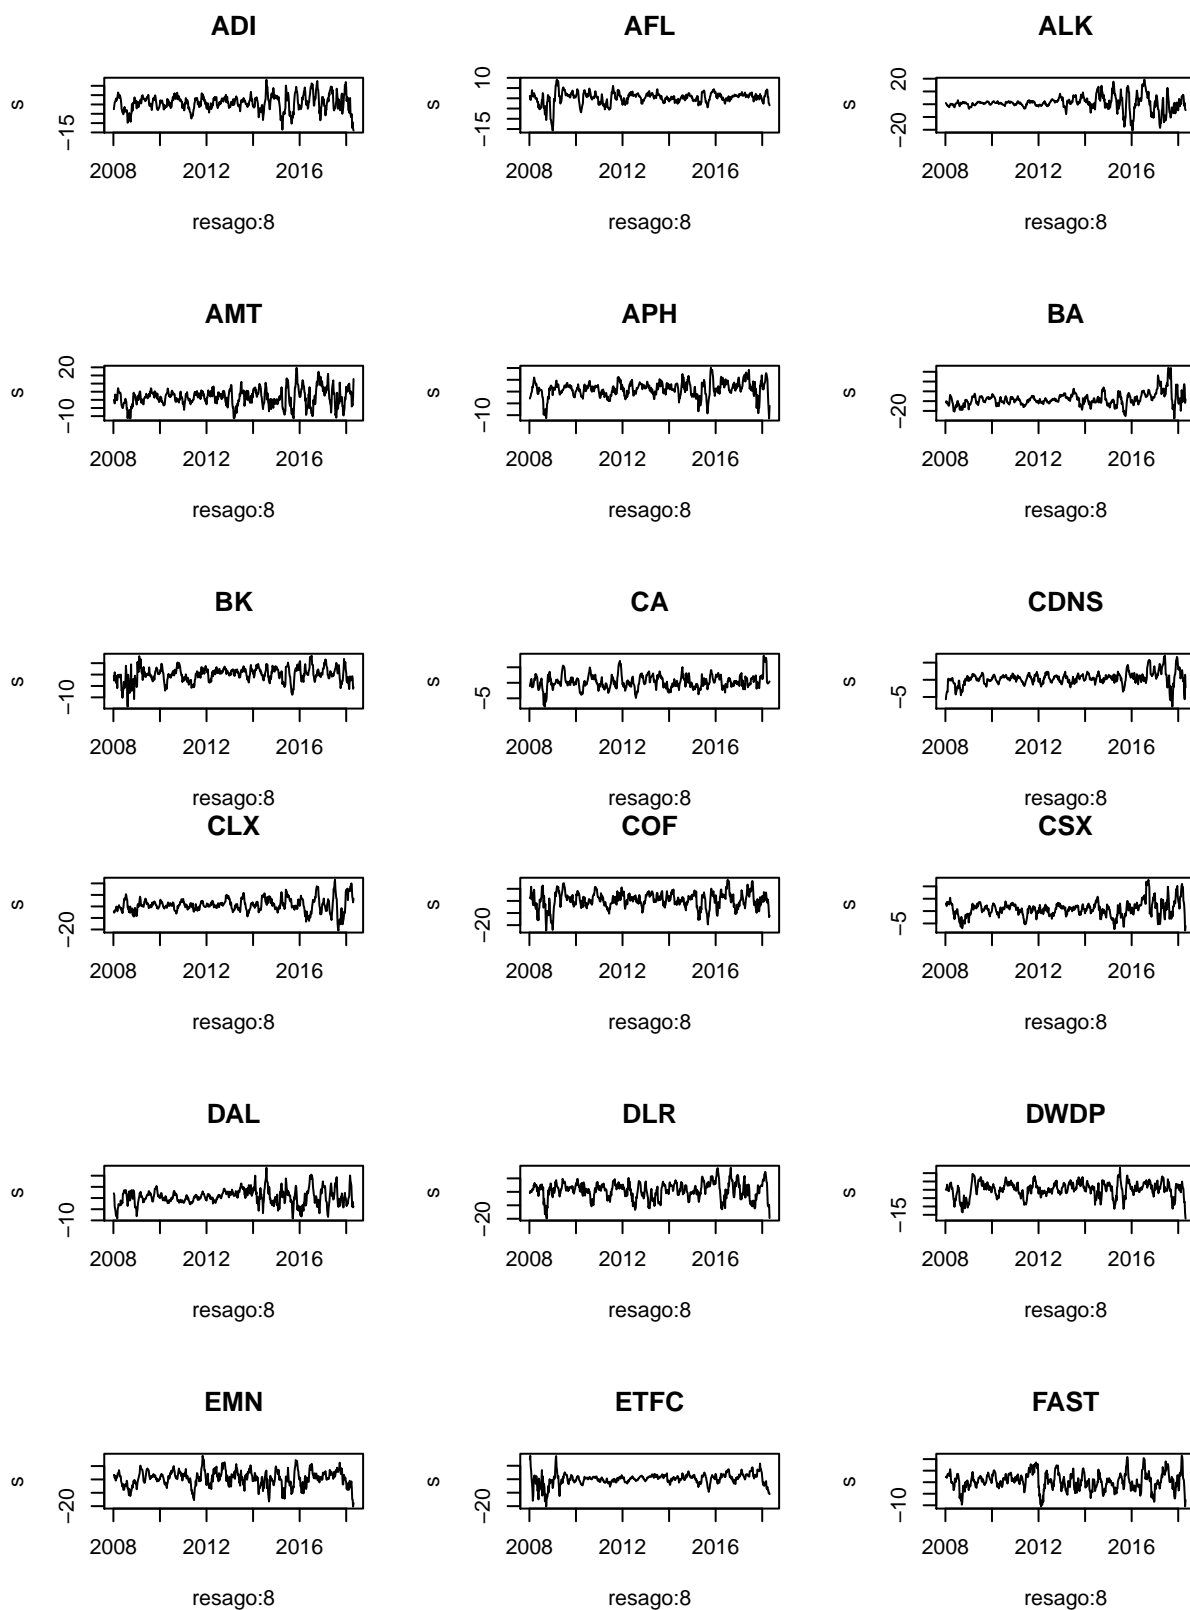 ADI AFL ALK
s −15 s −15 10 s −20 20
2008 2012 2016 2008 2012 2016 2008 2012 2016
resago:8 resago:8 resago:8
AMT APH BA
s −10 20 s −10 s −20
2008 2012 2016 2008 2012 2016 2008 2012 2016
resago:8 resago:8 resago:8
BK CA CDNS
s −10 s −5 s −5
2008 2012 2016 2008 2012 2016 2008 2012 2016
resago:8 resago:8 resago:8
CLX COF CSX
s −20 s −20 s −5
2008 2012 2016 2008 2012 2016 2008 2012 2016
resago:8 resago:8 resago:8
DAL DLR DWDP
s −10 s −20 s −15
2008 2012 2016 2008 2012 2016 2008 2012 2016
resago:8 resago:8 resago:8
EMN ETFC FAST
s −20 s −20 s −10
2008 2012 2016 2008 2012 2016 2008 2012 2016
resago:8 resago:8 resago:8